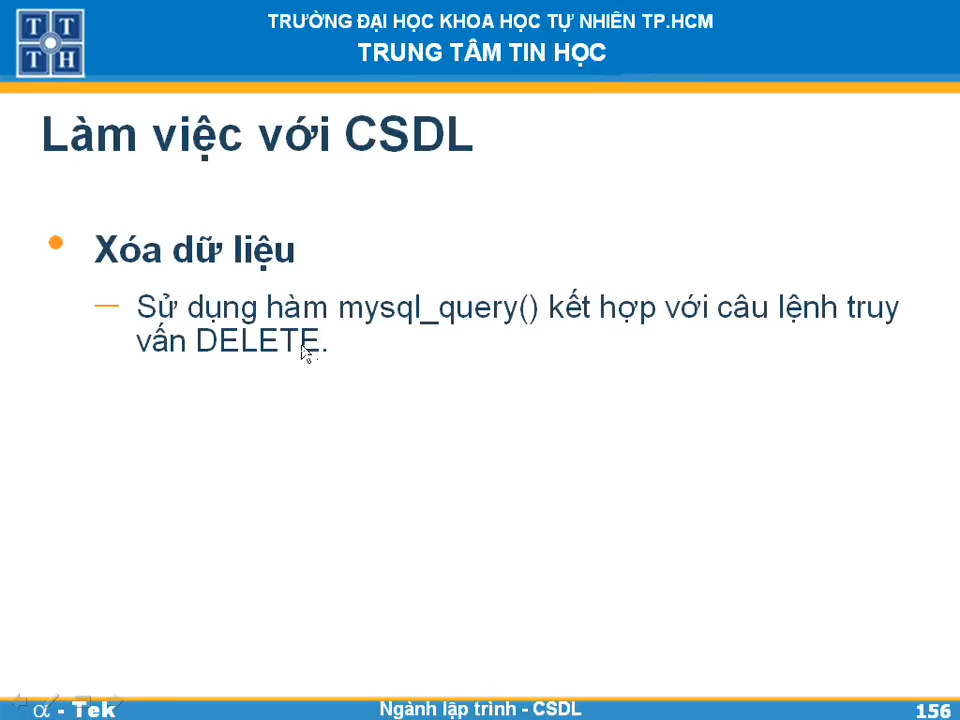 T T
T H
TRƯỜNG ĐẠI HỌC KHOA HỌC TỰ NHIÊN TP.HCM
TRUNG TÂM TIN HỌC
Làm việc với CSDL
• Xóa dữ liệu
— Sử dụng hàm mysql_query() kết hợp với câu lệnh truy
vấn DELETE.
α - Tek
Ngành lập trình - CSDL
156